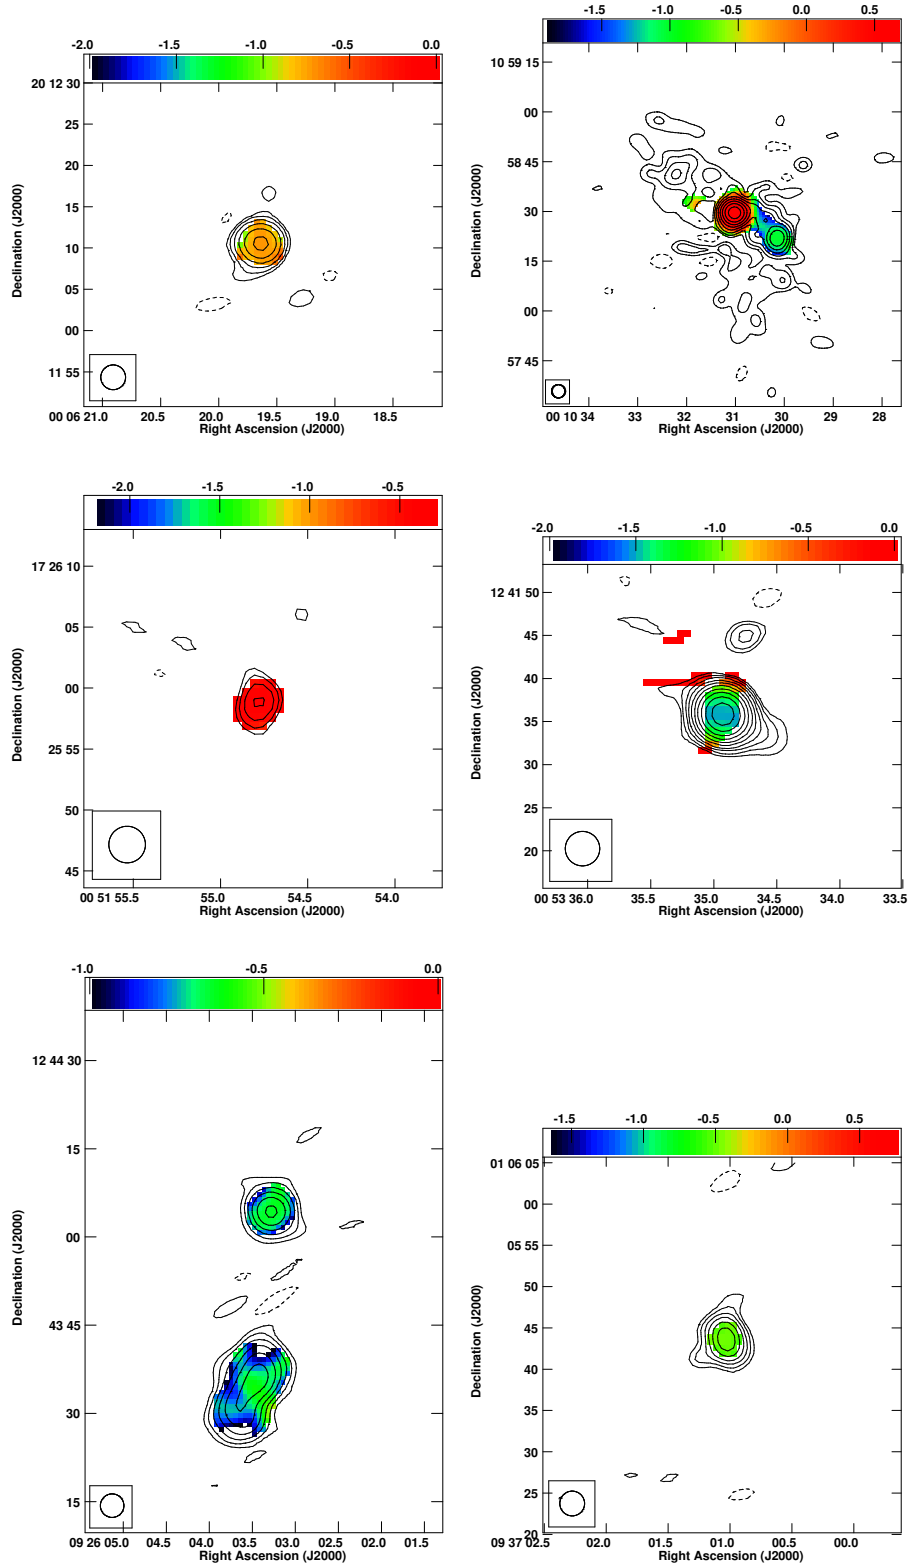 -2.0 -1.5 -1.0 -0.5 0.0
20 12 30
25
20
15
10
05
00
11 55
Declination (J2000)
00 06 21.0 20.5 20.0 19.5 19.0 18.5
Right Ascension (J2000)
-1.5 -1.0 -0.5 0.0 0.5
10 59 15
00
58 45
30
15
00
57 45
Declination (J2000)
00 10 34 33 32 31 30 29 28
Right Ascension (J2000)
-2.0 -1.5 -1.0 -0.5
17 26 10
05
00
25 55
50
45
Declination (J2000)
00 51 55.5 55.0 54.5 54.0
Right Ascension (J2000)
-2.0 -1.5 -1.0 -0.5 0.0
12 41 50
45
40
35
30
25
20
Declination (J2000)
00 53 36.0 35.5 35.0 34.5 34.0 33.5
Right Ascension (J2000)
-1.0 -0.5 0.0
12 44 30
15
00
43 45
30
15
Declination (J2000)
09 26 05.0 04.5 04.0 03.5 03.0 02.5 02.0 01.5
Right Ascension (J2000)
-1.5 -1.0 -0.5 0.0 0.5
01 06 05
00
05 55
50
45
40
35
30
25
20
Declination (J2000)
09 37 02.5 02.0 01.5 01.0 00.5 00.0
Right Ascension (J2000)